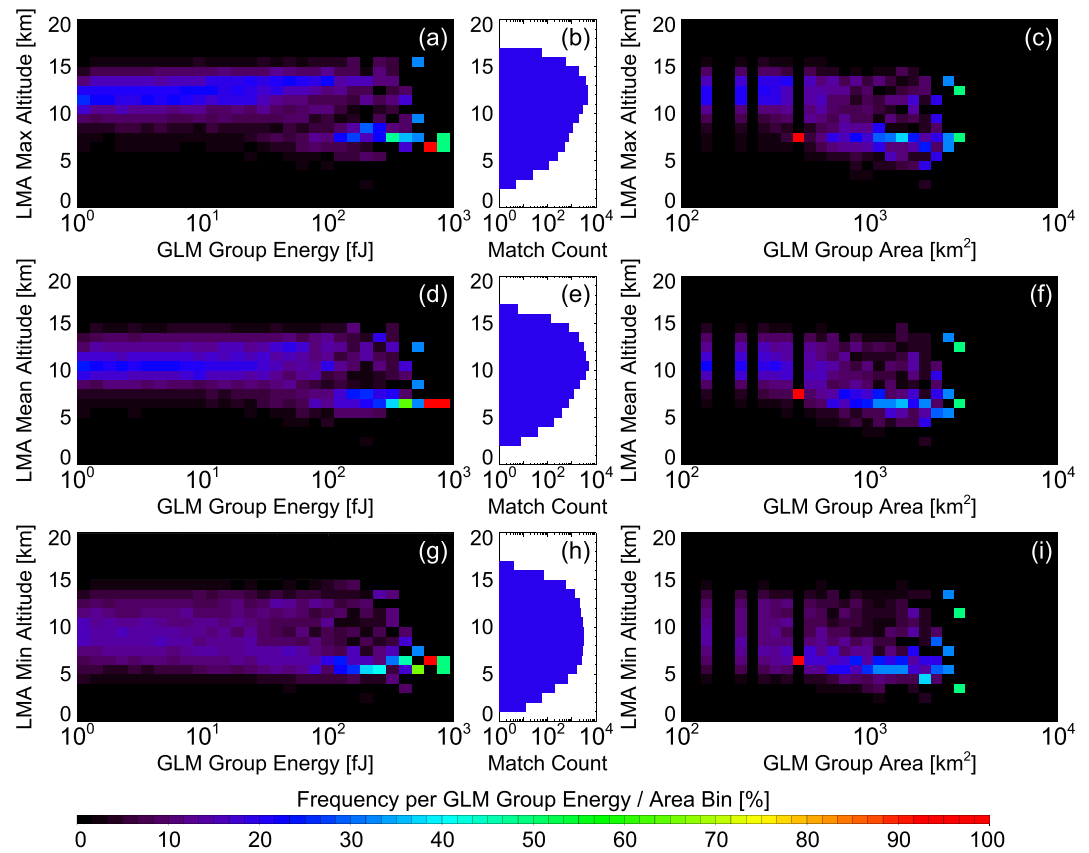 LMA Max Altitude [km]
20
15
10
5
0
(a)
10^0
10^1
10^2
10^3
GLM Group Energy [fJ]
20
15
10
5
0
(b)
10^0
10^2
10^4
Match Count
LMA Max Altitude [km]
20
15
10
5
0
(c)
10^2
10^3
10^4
GLM Group Area [km^2]
LMA Mean Altitude [km]
20
15
10
5
0
(d)
10^0
10^1
10^2
10^3
GLM Group Energy [fJ]
20
15
10
5
0
(e)
10^0
10^2
10^4
Match Count
LMA Mean Altitude [km]
20
15
10
5
0
(f)
10^2
10^3
10^4
GLM Group Area [km^2]
LMA Min Altitude [km]
20
15
10
5
0
(g)
10^0
10^1
10^2
10^3
GLM Group Energy [fJ]
20
15
10
5
0
(h)
10^0
10^2
10^4
Match Count
LMA Min Altitude [km]
20
15
10
5
0
(i)
10^2
10^3
10^4
GLM Group Area [km^2]
Frequency per GLM Group Energy / Area Bin [%]
0 10 20 30 40 50 60 70 80 90 100